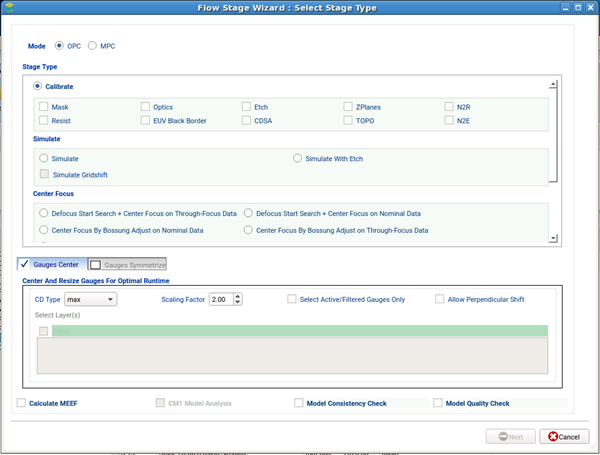 Flow Stage Wizard : Select Stage Type
Mode OPC MPC
Stage Type
Calibrate
Mask Optics Etch ZPlanes N2R
Resist EUV Black Border CDSA TOPO N2E
Simulate
Simulate Simulate With Etch
Simulate Gridshift
Center Focus
Defocus Start Search + Center Focus on Through-Focus Data Defocus Start Search + Center Focus on Nominal Data
Center Focus By Bossung Adjust on Nominal Data Center Focus By Bossung Adjust on Through-Focus Data
Gauges Center Gauges Symmetrize
Center And Resize Gauges For Optimal Runtime
CD Type max Scaling Factor 2.00 Select Active/Filtered Gauges Only Allow Perpendicular Shift
Select Layer(s)
Calculate MEEF CM1 Model Analysis Model Consistency Check Model Quality Check
Next Cancel